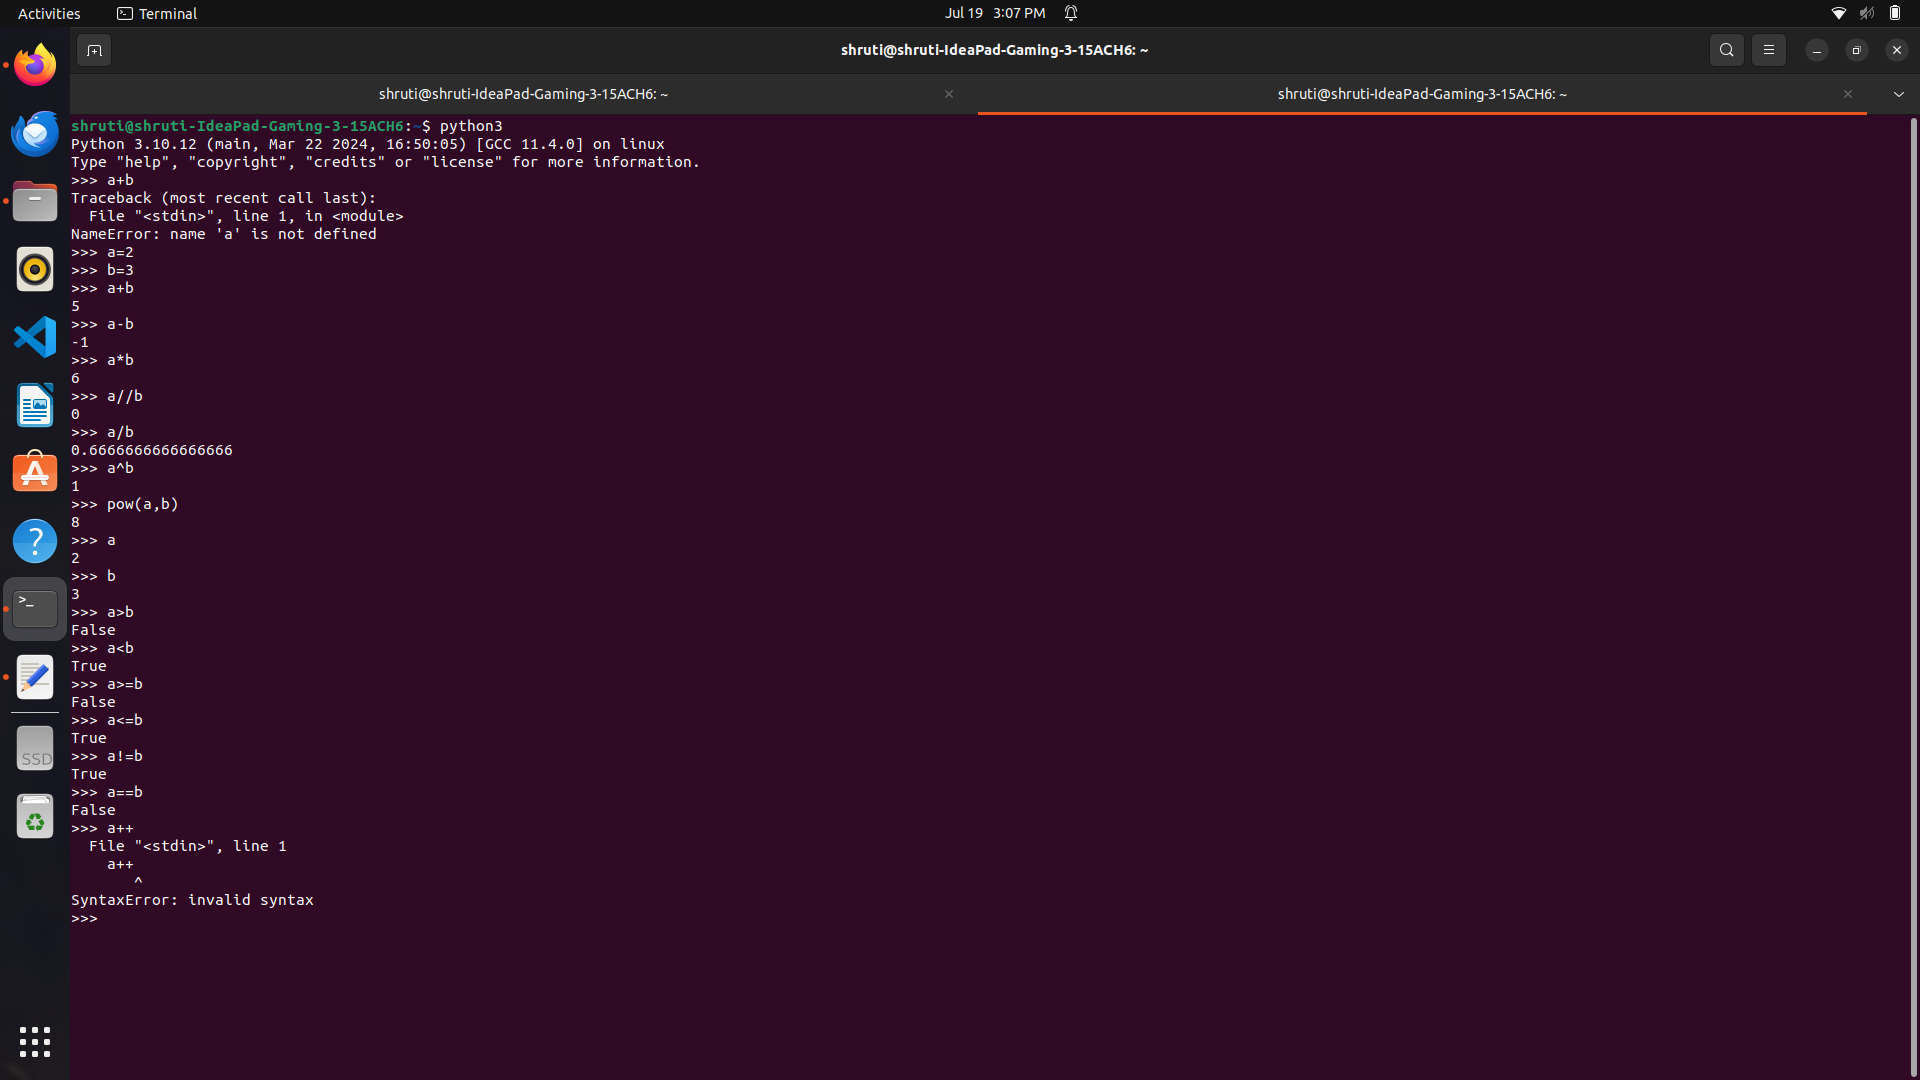 Activities
Terminal
Jul 19 3:07 PM
shruti@shruti-IdeaPad-Gaming-3-15ACH6: ~
shruti@shruti-IdeaPad-Gaming-3-15ACH6: ~
shruti@shruti-IdeaPad-Gaming-3-15ACH6: ~
shruti@shruti-IdeaPad-Gaming-3-15ACH6:~$ python3
Python 3.10.12 (main, Mar 22 2024, 16:50:05) [GCC 11.4.0] on linux
Type "help", "copyright", "credits" or "license" for more information.
>>> a+b
Traceback (most recent call last):
  File "<stdin>", line 1, in <module>
NameError: name 'a' is not defined
>>> a=2
>>> b=3
>>> a+b
5
>>> a-b
-1
>>> a*b
6
>>> a//b
0
>>> a/b
0.6666666666666666
>>> a^b
1
>>> pow(a,b)
8
>>> a
2
>>> b
3
>>> a>b
False
>>> a<b
True
>>> a>=b
False
>>> a<=b
True
>>> a!=b
True
>>> a==b
False
>>> a++
  File "<stdin>", line 1
    a++
       ^
SyntaxError: invalid syntax
>>>
SSD